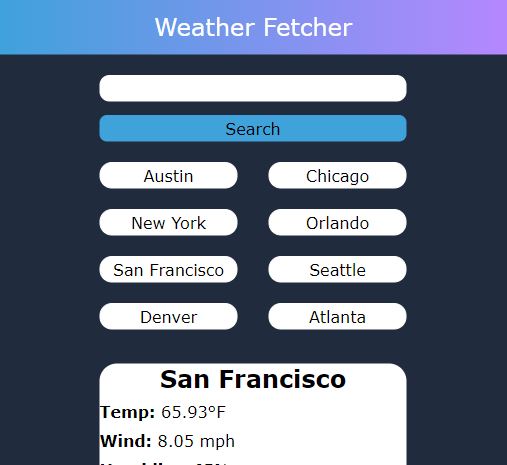 Weather Fetcher
Search
Austin Chicago
New York Orlando
San Francisco Seattle
Denver Atlanta
San Francisco
Temp: 65.93°F
Wind: 8.05 mph